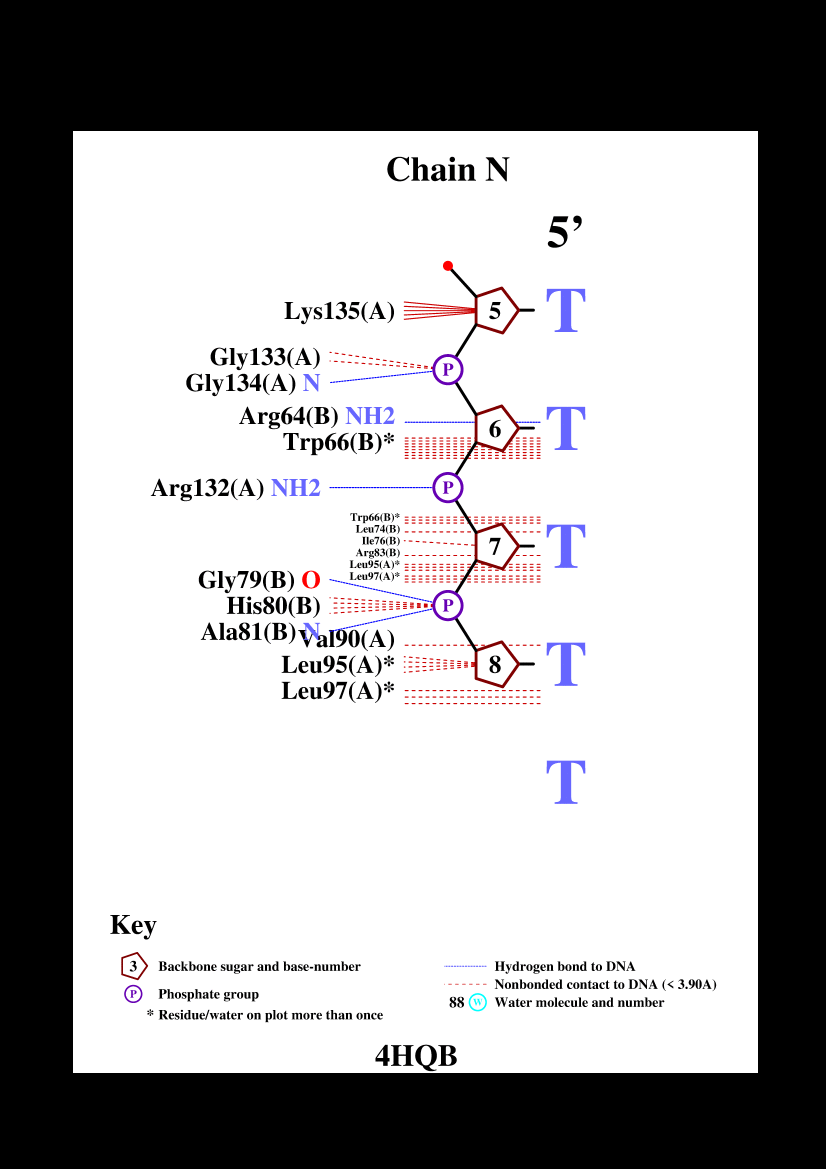 Chain N
5’
Lys135(A) 5 T
Gly133(A)
P
Gly134(A) N
Arg64(B) NH2
6 T
Trp66(B)*
Arg132(A) NH2 P
Trp66(B)*
Leu74(B)
Ile76(B)
7 T
Arg83(B)
Leu95(A)*
Leu97(A)*
Gly79(B) O
His80(B) P
Ala81(B) N
Val90(A)
Leu95(A)* 8 T
Leu97(A)*
T
Key
3 Backbone sugar and base-number
P Phosphate group
* Residue/water on plot more than once
Hydrogen bond to DNA
Nonbonded contact to DNA (< 3.90A)
88 W Water molecule and number
4HQB